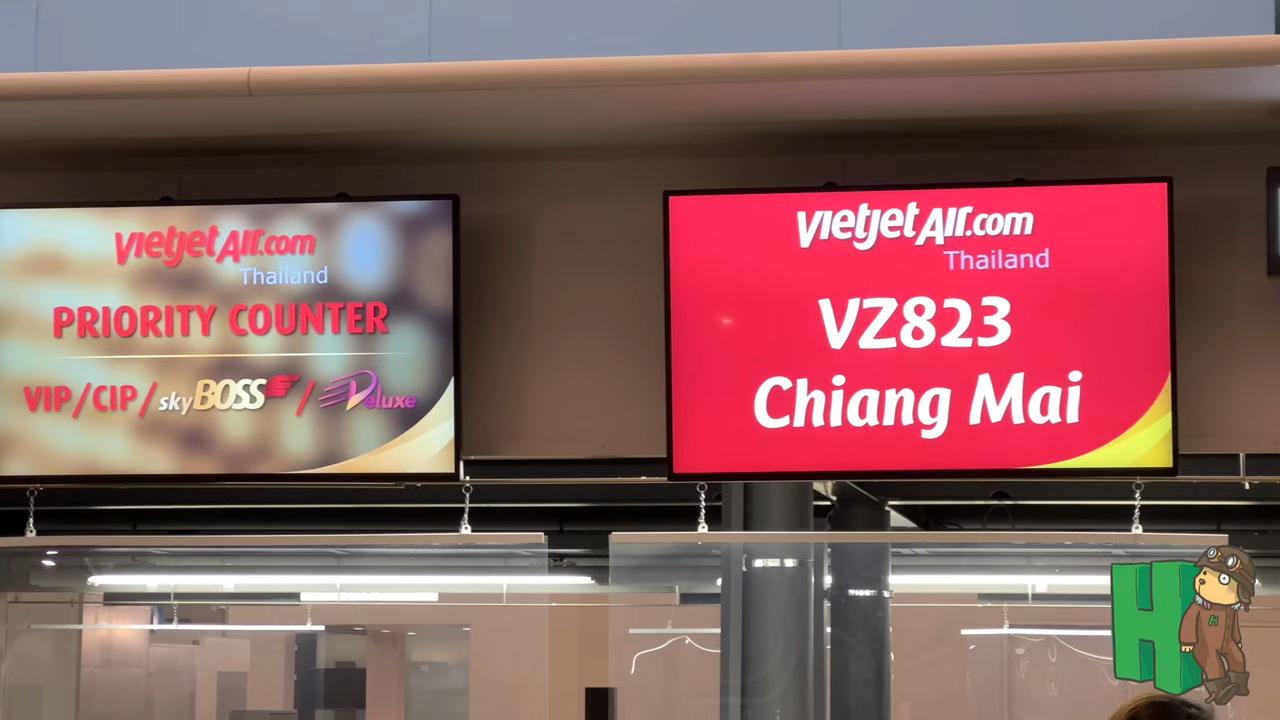 vietjetAir.com
Thailand
PRIORITY COUNTER
VIP/CIP/skyBOSS/Deluxe
vietjetAir.com
Thailand
VZ823
Chiang Mai
H
H